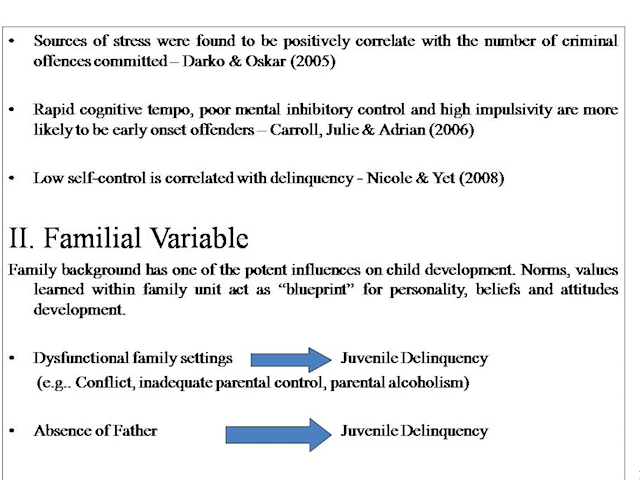 • Sources of stress were found to be positively correlate with the number of criminal
offences committed – Darko & Oskar (2005)
• Rapid cognitive tempo, poor mental inhibitory control and high impulsivity are more
likely to be early onset offenders – Carroll, Julie & Adrian (2006)
• Low self-control is correlated with delinquency - Nicole & Yet (2008)
II. Familial Variable
Family background has one of the potent influences on child development. Norms, values
learned within family unit act as “blueprint” for personality, beliefs and attitudes
development.
• Dysfunctional family settings Juvenile Delinquency
(e.g.. Conflict, inadequate parental control, parental alcoholism)
• Absence of Father Juvenile Delinquency